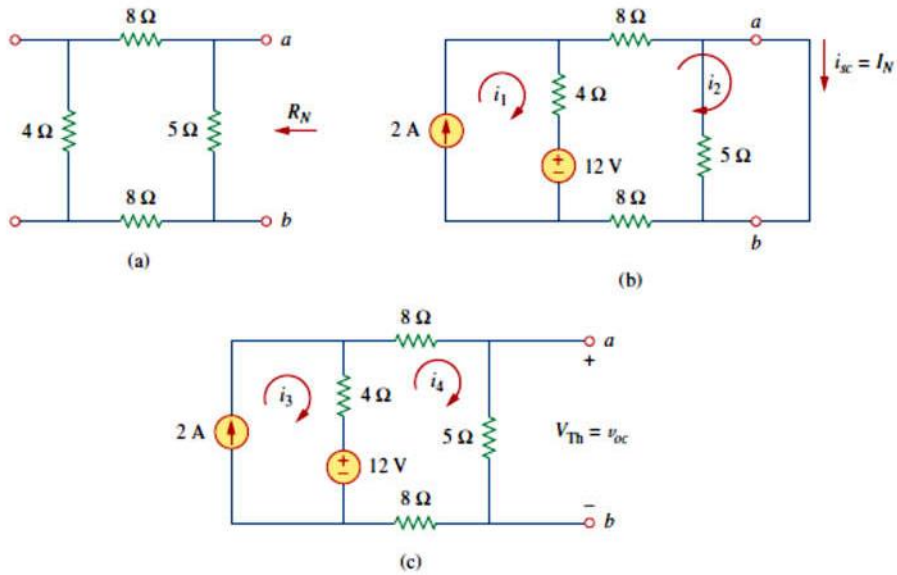 8 Ω
a
4 Ω
5 Ω
R_N
8 Ω
b
(a)
8 Ω
a
i_sc = I_N
i_1
4 Ω
i_2
2 A
5 Ω
12 V
8 Ω
b
(b)
8 Ω
a
+
i_3
4 Ω
i_4
2 A
5 Ω
V_Th = v_oc
12 V
8 Ω
b
(c)